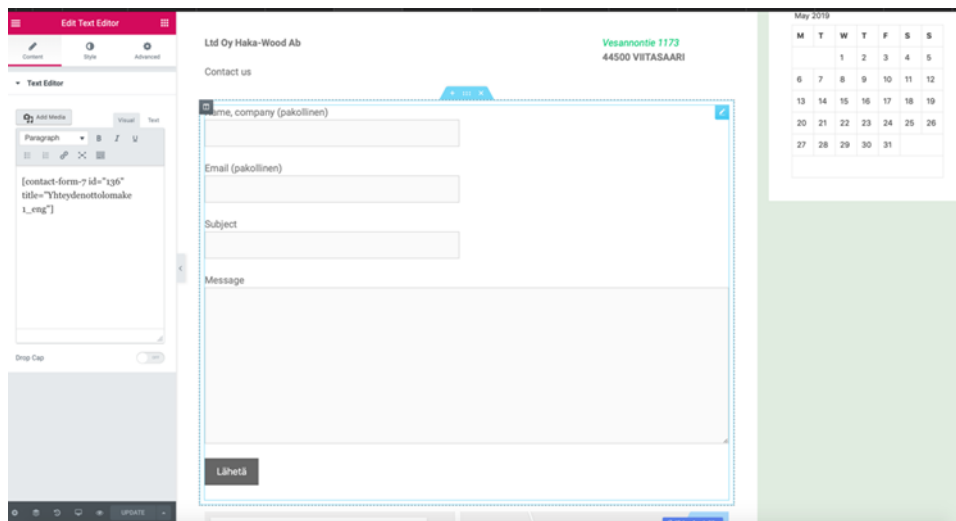 Edit Text Editor
Content
Style
Advanced
Text Editor
Add Media
Visual
Text
Paragraph
B
I
U
[contact-form-7 id="136"
title="Yhteydenottolomake
1_eng"]
Drop Cap
UPDATE
Ltd Oy Haka-Wood Ab
Vesannontie 1173
44500 VIITASAARI
Contact us
Name, company (pakollinen)
Email (pakollinen)
Subject
Message
Lähetä
May 2019
M T W T F S S
1 2 3 4 5
6 7 8 9 10 11 12
13 14 15 16 17 18 19
20 21 22 23 24 25 26
27 28 29 30 31